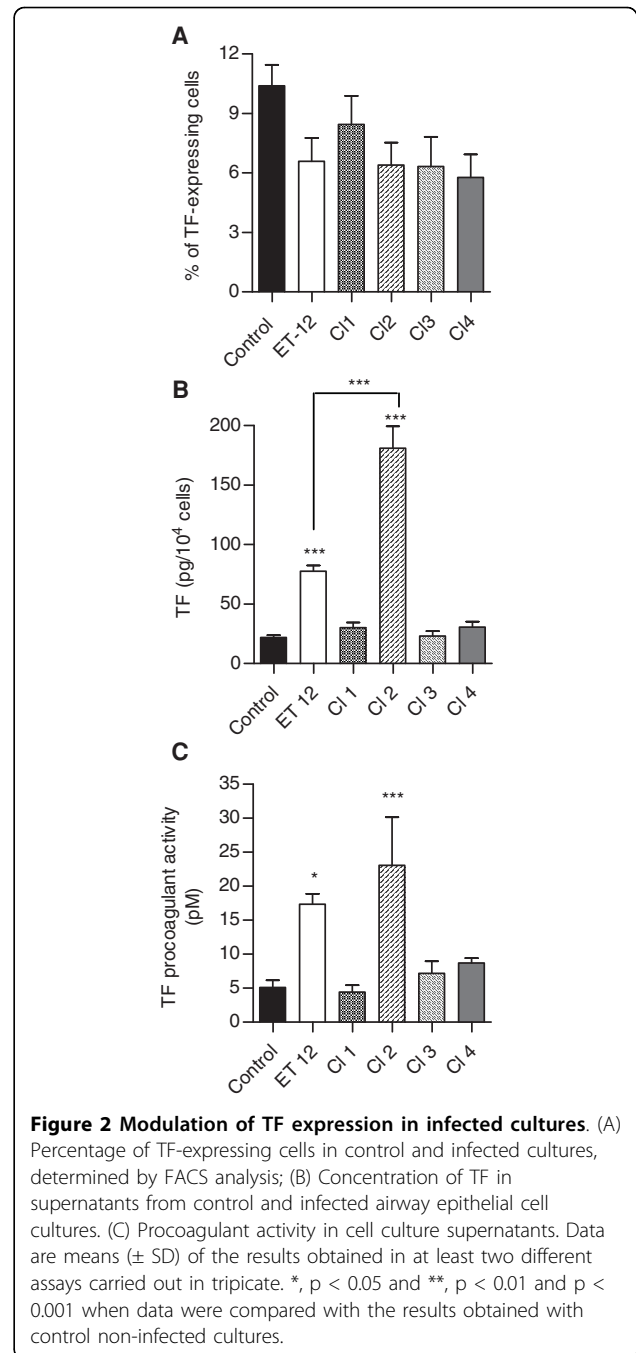 A
12
9
6
3
0
% of TF-expressing cells
Control
ET-12
Cl1
Cl2
Cl3
Cl4
B
***
200
150
100
50
0
TF (pg/10⁴ cells)
***
***
Control
ET 12
Cl 1
Cl 2
Cl 3
Cl 4
C
35
30
25
20
15
10
5
0
TF procoagulant activity
(pM)
*
***
Control
ET 12
Cl 1
Cl 2
Cl 3
Cl 4
Figure 2 Modulation of TF expression in infected cultures. (A)
Percentage of TF-expressing cells in control and infected cultures,
determined by FACS analysis; (B) Concentration of TF in
supernatants from control and infected airway epithelial cell
cultures. (C) Procoagulant activity in cell culture supernatants. Data
are means (± SD) of the results obtained in at least two different
assays carried out in tripicate. *, p < 0.05 and **, p < 0.01 and p <
0.001 when data were compared with the results obtained with
control non-infected cultures.